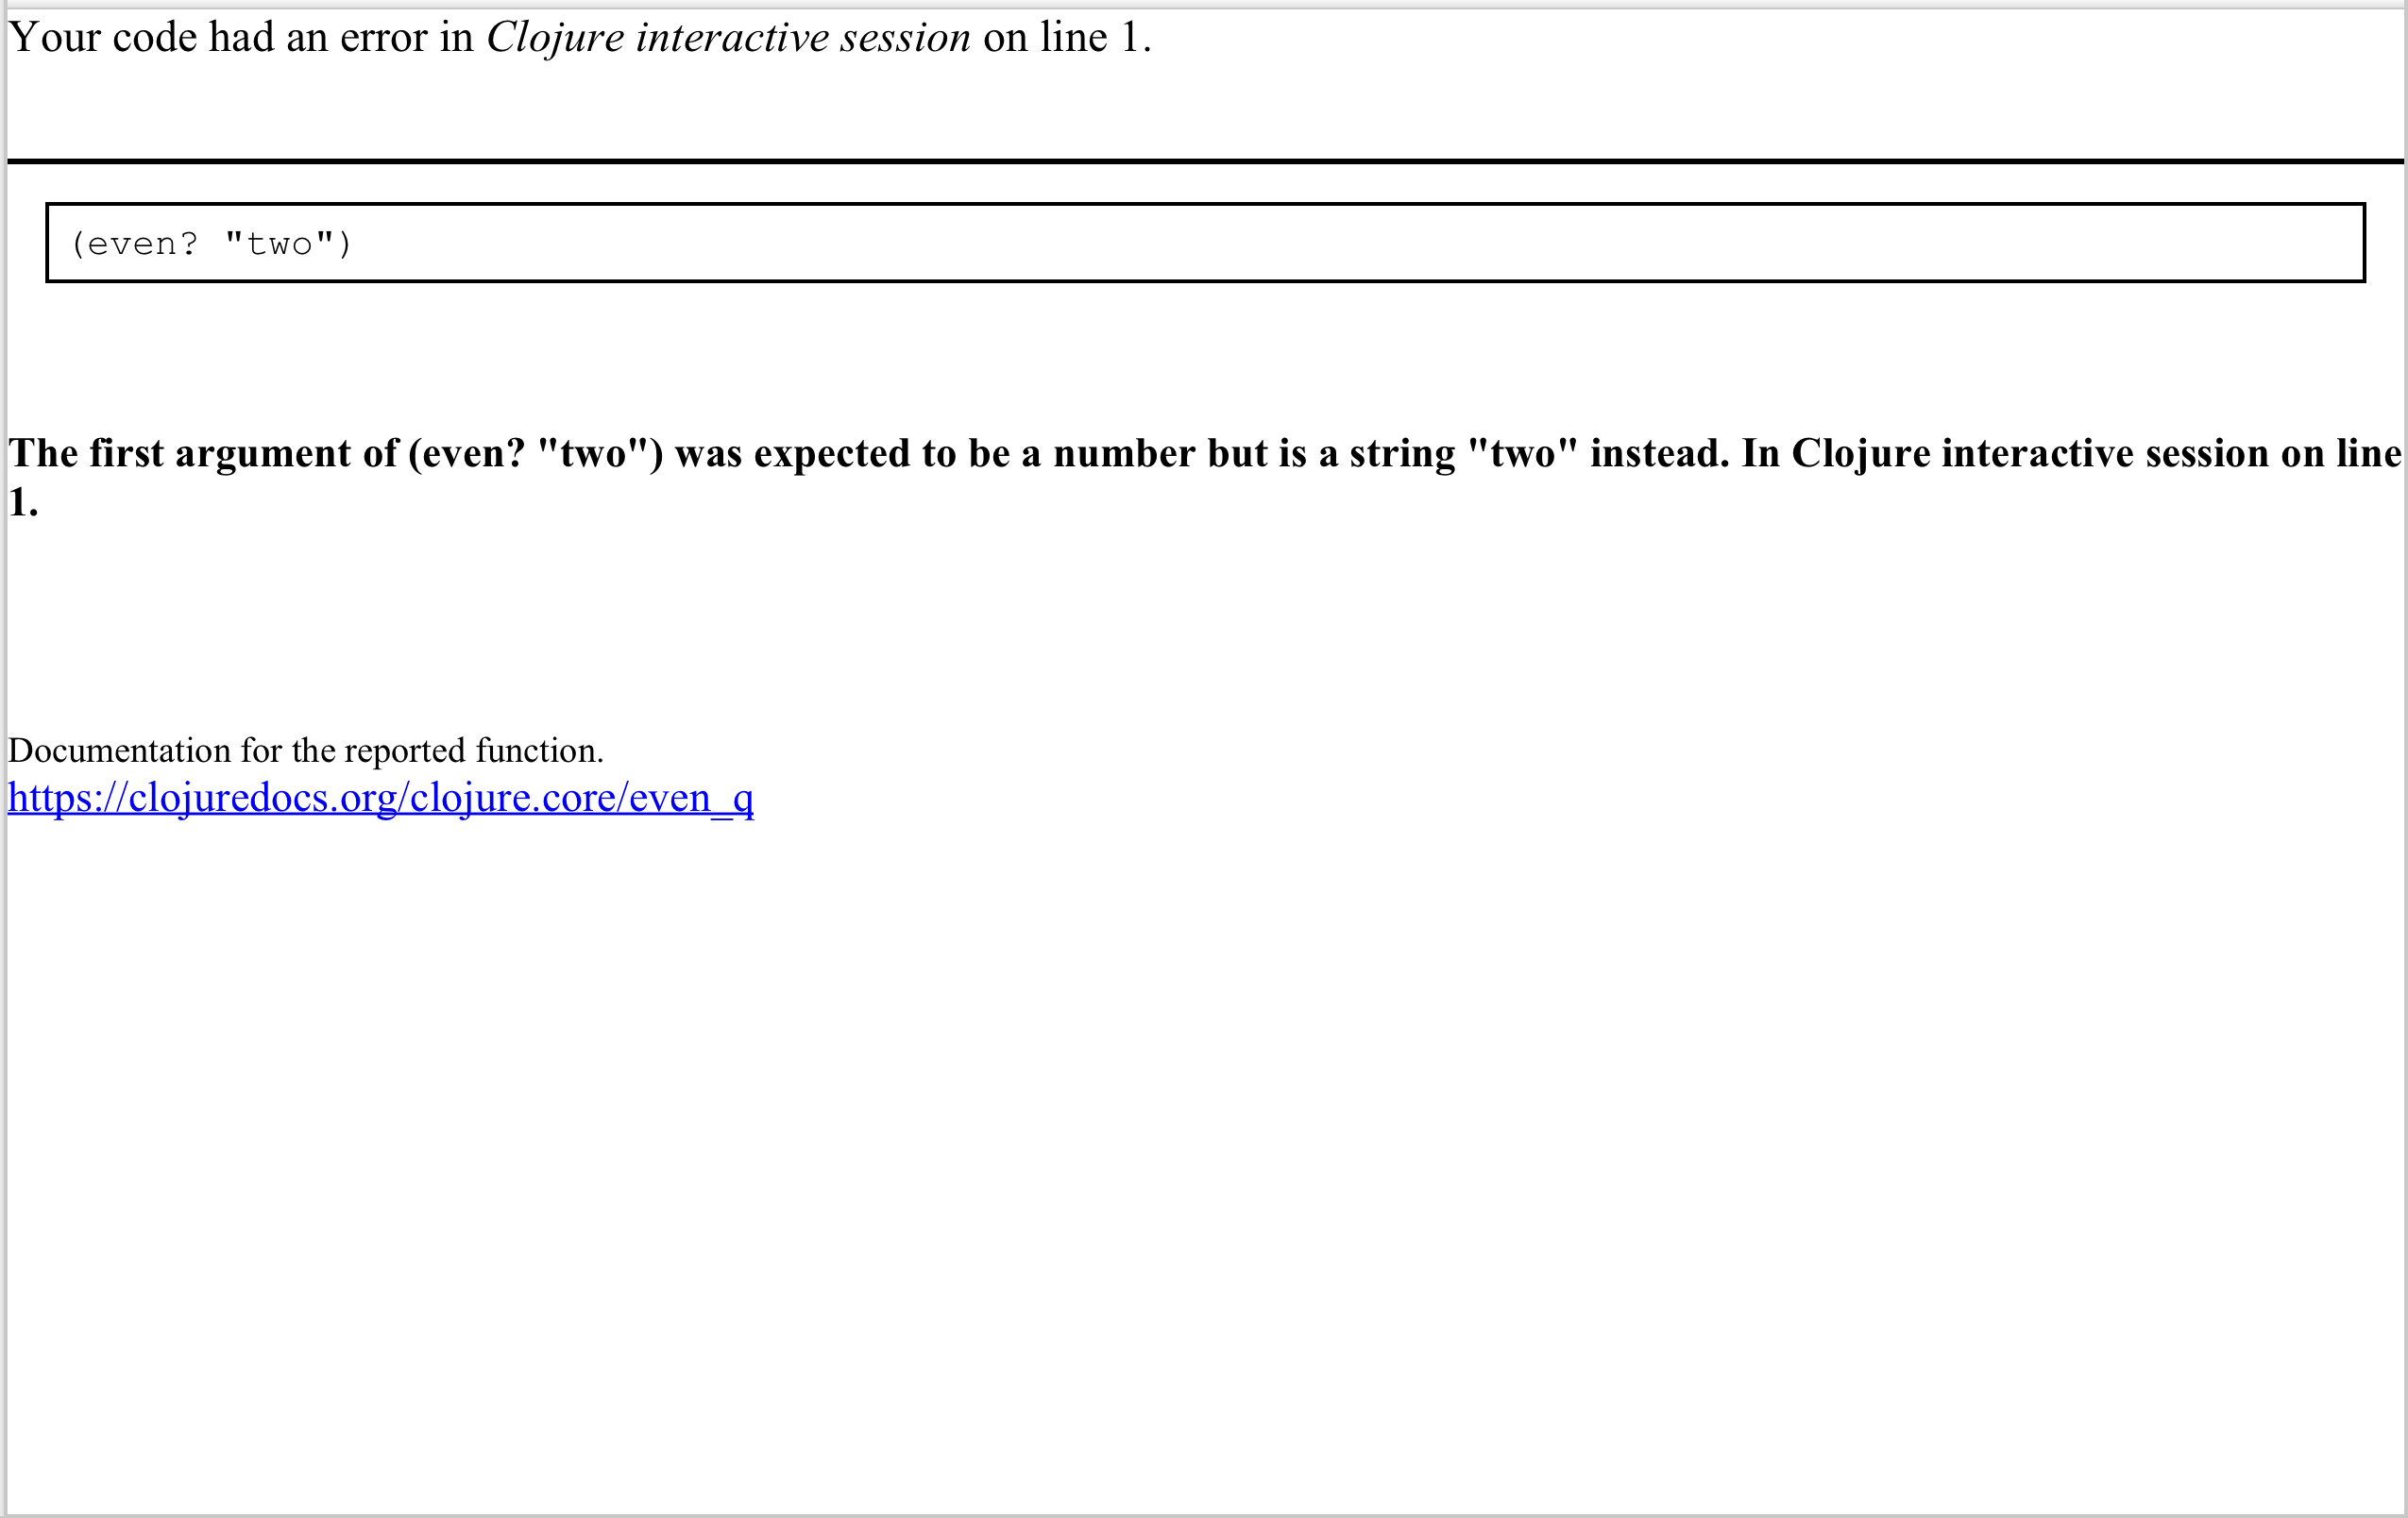 Your code had an error in Clojure interactive session on line 1.
(even? "two")
The first argument of (even? "two") was expected to be a number but is a string "two" instead. In Clojure interactive session on line
1.
Documentation for the reported function.
https://clojuredocs.org/clojure.core/even_q